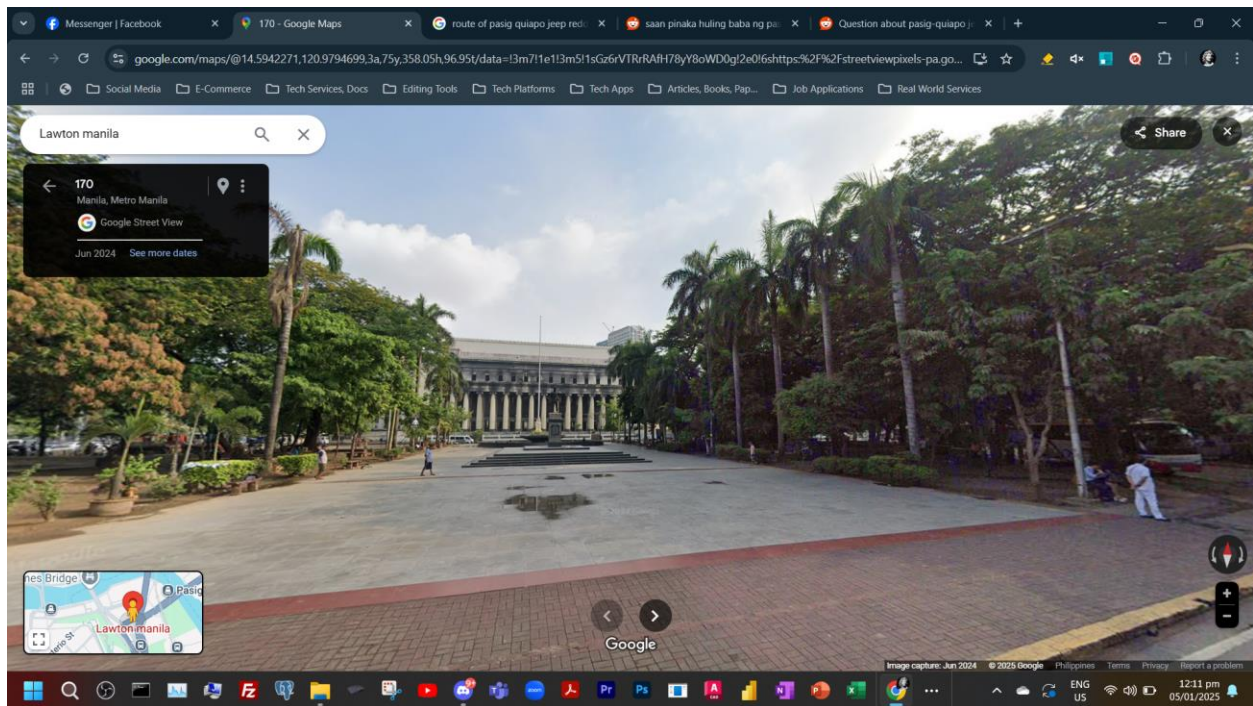 Messenger | Facebook
170 - Google Maps
route of pasig quiapo jeep redd
saan pinaka huling baba ng pa
Question about pasig-quiapo j
google.com/maps/@14.5942271,120.9794699,3a,75y,358.05h,96.95t/data=!3m7!1e1!3m5!1sGz6rVTRrRAfH78yY8oWD0g!2e0!6shttps:%2F%2Fstreetviewpixels-pa.go...
Social Media
E-Commerce
Tech Services, Docs
Editing Tools
Tech Platforms
Tech Apps
Articles, Books, Pap...
Job Applications
Real World Services
Lawton manila
Share
170
Manila, Metro Manila
Google Street View
Jun 2024 See more dates
nes Bridge
Pasig
Lawton manila
Google
Image capture: Jun 2024 © 2025 Google Philippines Terms Privacy Report a problem
ENG
US
12:11 pm
05/01/2025